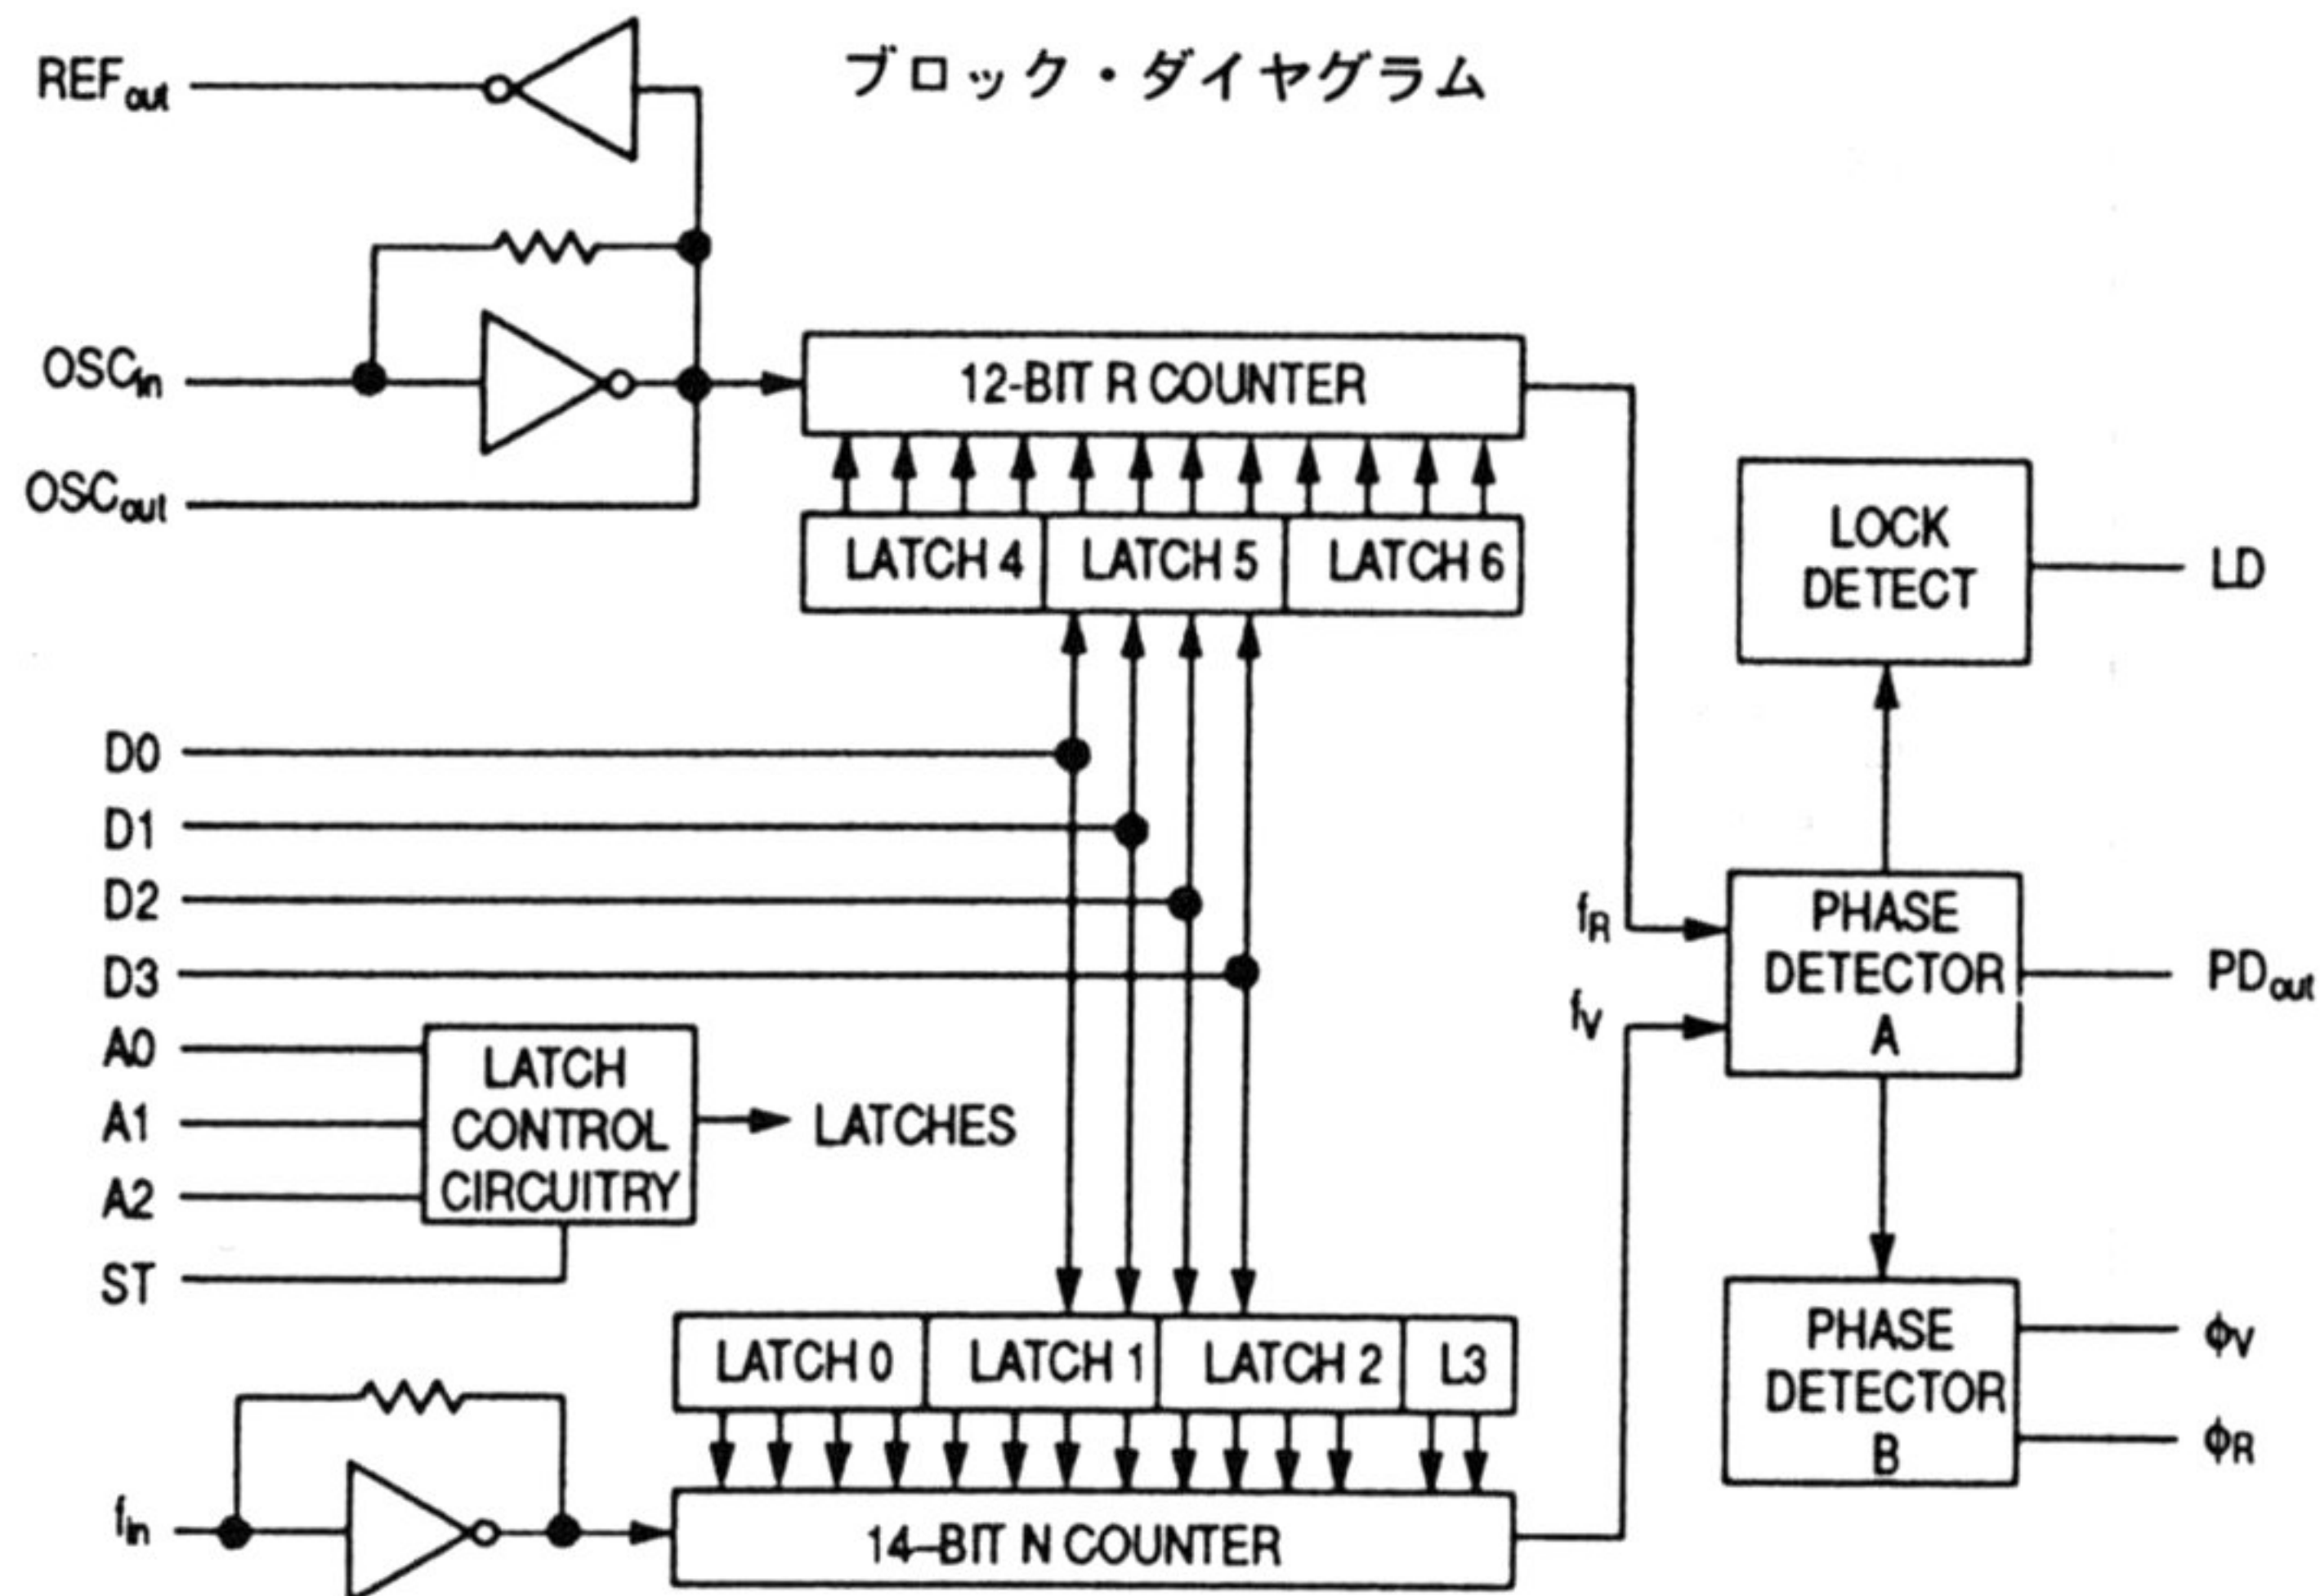 ブロック・ダイヤグラム
REFout
OSCin
OSCout
12-BIT R COUNTER
LATCH 4 LATCH 5 LATCH 6
LOCK
DETECT
LD
D0
D1
D2
D3
fR
fV
PHASE
DETECTOR
A
PDout
A0
A1
A2
ST
LATCH
CONTROL
CIRCUITRY
LATCHES
LATCH 0 LATCH 1 LATCH 2 L3
PHASE
DETECTOR
B
ϕV
ϕR
fin
14–BIT N COUNTER